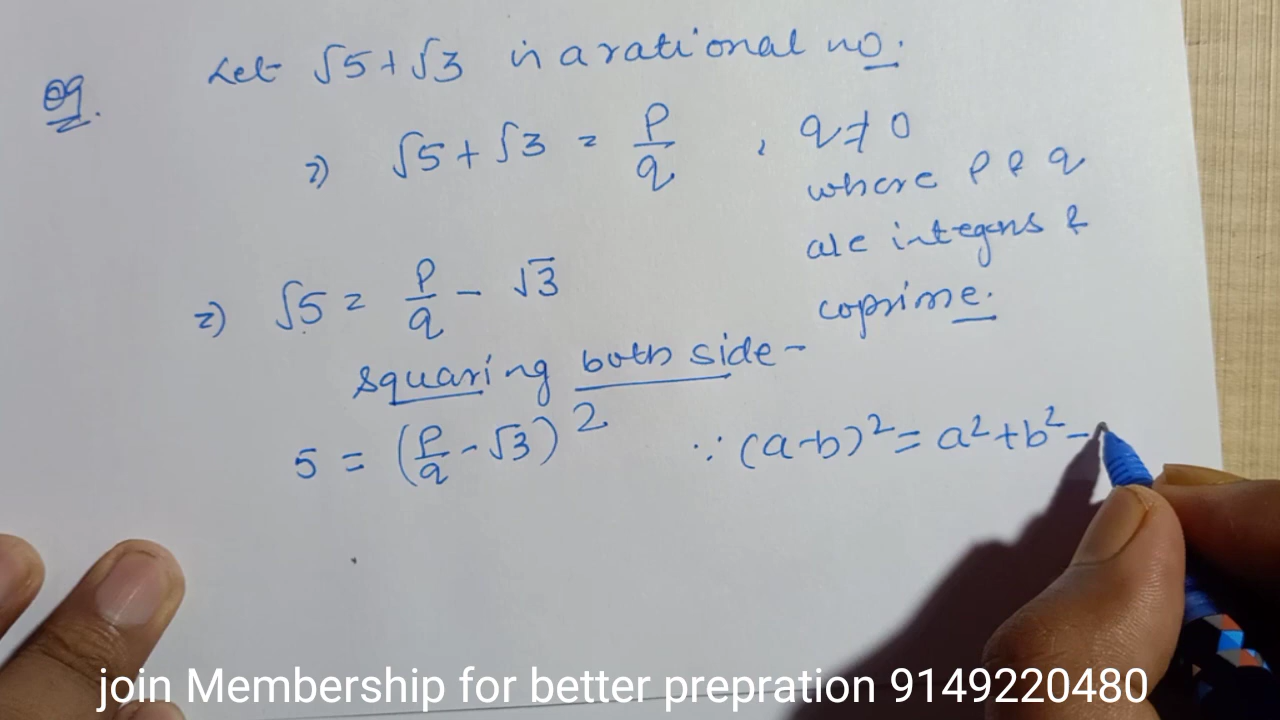 Q9.
Let √5+√3 is a rational no.
⇒) √5+√3 = p/q , q≠0
where p & q
are integers &
coprime.
⇒) √5 = p/q - √3
squaring both side-
5 = (p/q - √3)² ∵ (a-b)² = a²+b²-
join Membership for better prepration 9149220480